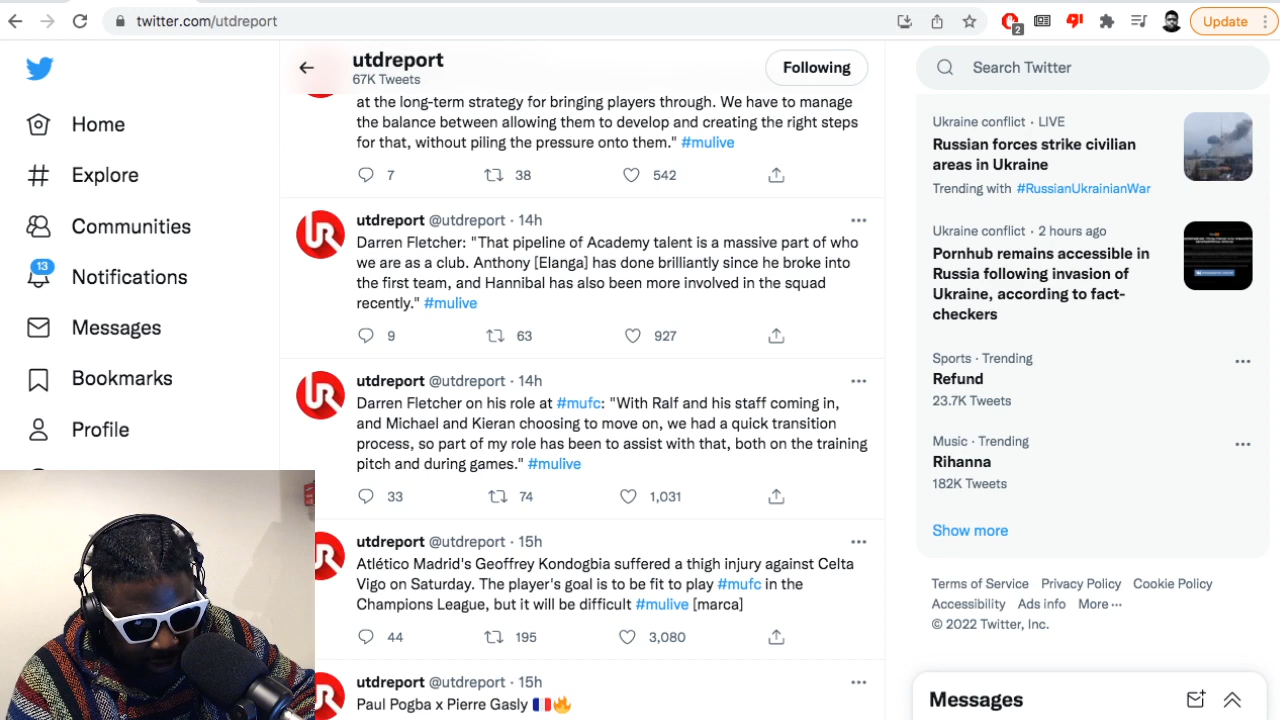 twitter.com/utdreport
2
Update
utdreport
67K Tweets
Following
Search Twitter
Home
Explore
Communities
13
Notifications
Messages
Bookmarks
Profile
at the long-term strategy for bringing players through. We have to manage
the balance between allowing them to develop and creating the right steps
for that, without piling the pressure onto them." #mulive
7 38 542
UR
utdreport @utdreport · 14h
Darren Fletcher: "That pipeline of Academy talent is a massive part of who
we are as a club. Anthony [Elanga] has done brilliantly since he broke into
the first team, and Hannibal has also been more involved in the squad
recently." #mulive
9 63 927
UR
utdreport @utdreport · 14h
Darren Fletcher on his role at #mufc: "With Ralf and his staff coming in,
and Michael and Kieran choosing to move on, we had a quick transition
process, so part of my role has been to assist with that, both on the training
pitch and during games." #mulive
33 74 1,031
utdreport @utdreport · 15h
Atlético Madrid's Geoffrey Kondogbia suffered a thigh injury against Celta
Vigo on Saturday. The player's goal is to be fit to play #mufc in the
Champions League, but it will be difficult #mulive [marca]
44 195 3,080
utdreport @utdreport · 15h
Paul Pogba x Pierre Gasly 🇫🇷🔥
Ukraine conflict · LIVE
Russian forces strike civilian
areas in Ukraine
Trending with #RussianUkrainianWar
Ukraine conflict · 2 hours ago
Pornhub remains accessible in
Russia following invasion of
Ukraine, according to fact-
checkers
Sports · Trending
Refund
23.7K Tweets
Music · Trending
Rihanna
182K Tweets
Show more
Terms of Service Privacy Policy Cookie Policy
Accessibility Ads info More ···
© 2022 Twitter, Inc.
Messages